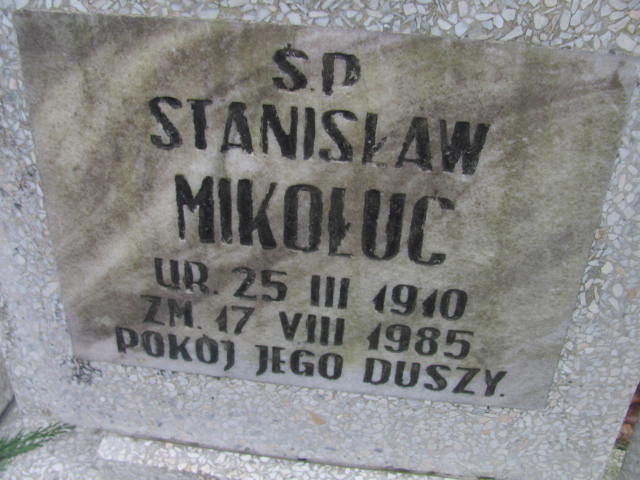 Ś.P
STANISŁAW
MIKOŁUC
UR. 25 III 1910
ZM. 17 VIII 1985
POKÓJ JEGO DUSZY.